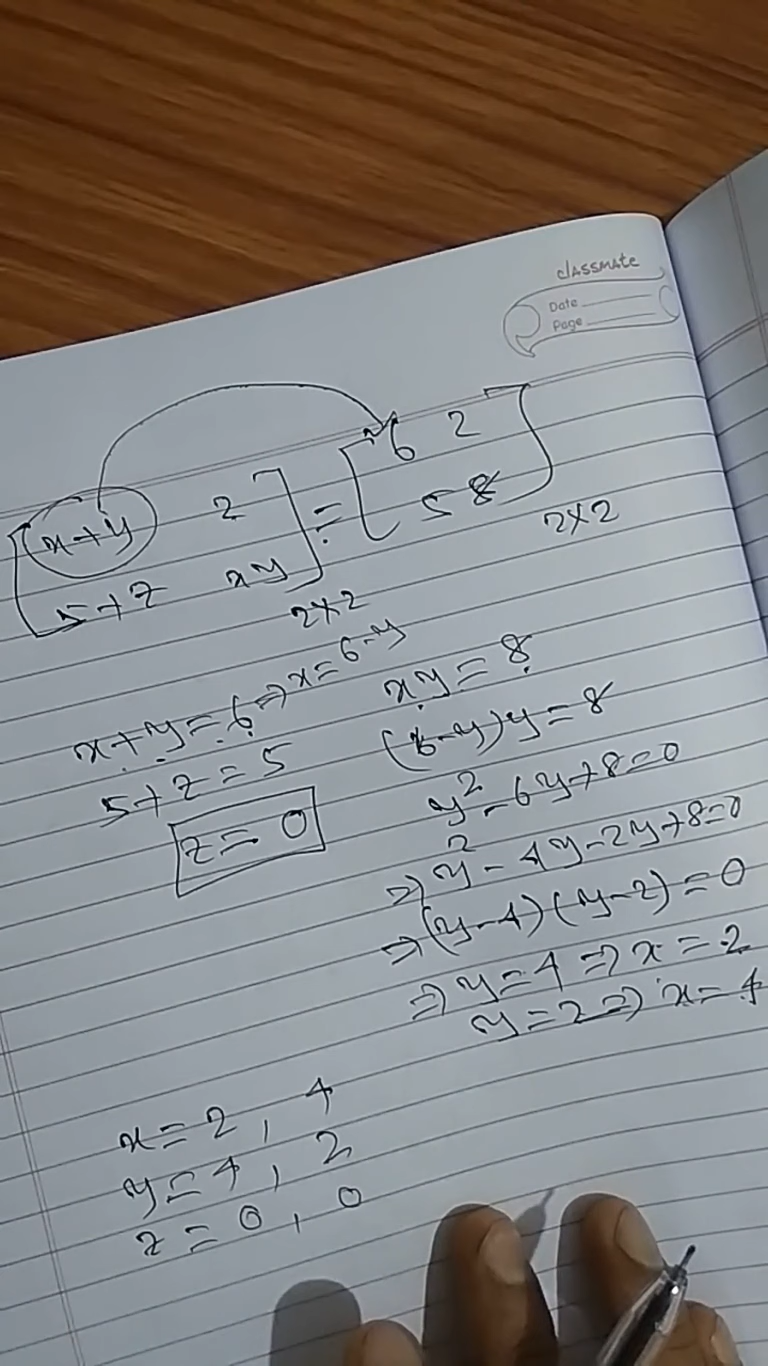 classmate
Date
Page
[x+y 2
5+z xy] 2×2 = [6 2
5 8] 2×2
x+y=6 ⇒ x=6-y
5+z=5
z=0
xy=8
(6-y)y=8
y²-6y+8=0
⇒ y²-4y-2y+8=0
⇒ (y-4)(y-2)=0
⇒ y=4 ⇒ x=2
y=2 ⇒ x=4
x=2, 4
y=4, 2
z=0, 0